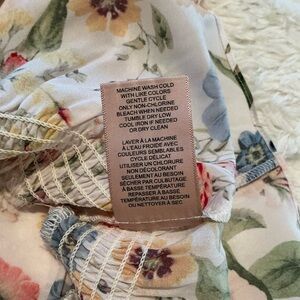 MACHINE WASH COLD
WITH LIKE COLORS
GENTLE CYCLE
ONLY NON-CHLORINE
BLEACH WHEN NEEDED
TUMBLE DRY LOW
COOL IRON IF NEEDED
OR DRY CLEAN
LAVER À LA MACHINE
À L'EAU FROIDE AVEC
COULEURS SEMBLABLES
CYCLE DÉLICAT
UTILISER UN CHLORURE
NON DÉCOLORANT
SEULEMENT AU BESOIN
SÉCHER PAR CULBUTAGE
À BASSE TEMPÉRATURE
REPASSER À BASSE
TEMPÉRATURE AU BESOIN
OU NETTOYER À SEC.